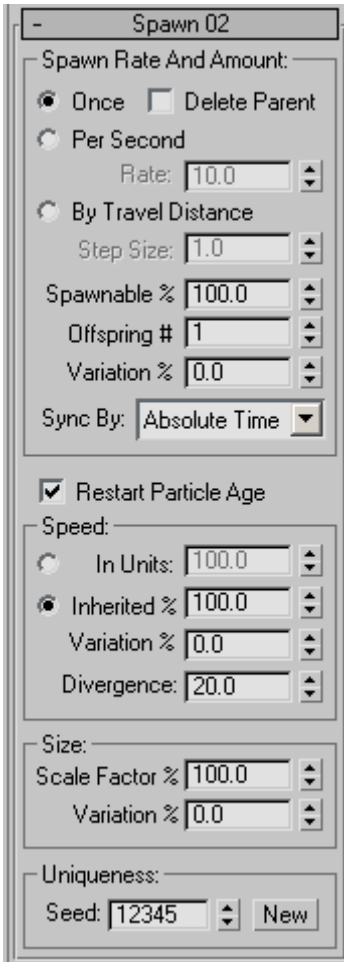 - Spawn 02
Spawn Rate And Amount:
Once Delete Parent
Per Second
Rate: 10.0
By Travel Distance
Step Size: 1.0
Spawnable % 100.0
Offspring # 1
Variation % 0.0
Sync By: Absolute Time
Restart Particle Age
Speed:
In Units: 100.0
Inherited % 100.0
Variation % 0.0
Divergence: 20.0
Size:
Scale Factor % 100.0
Variation % 0.0
Uniqueness:
Seed: 12345 New